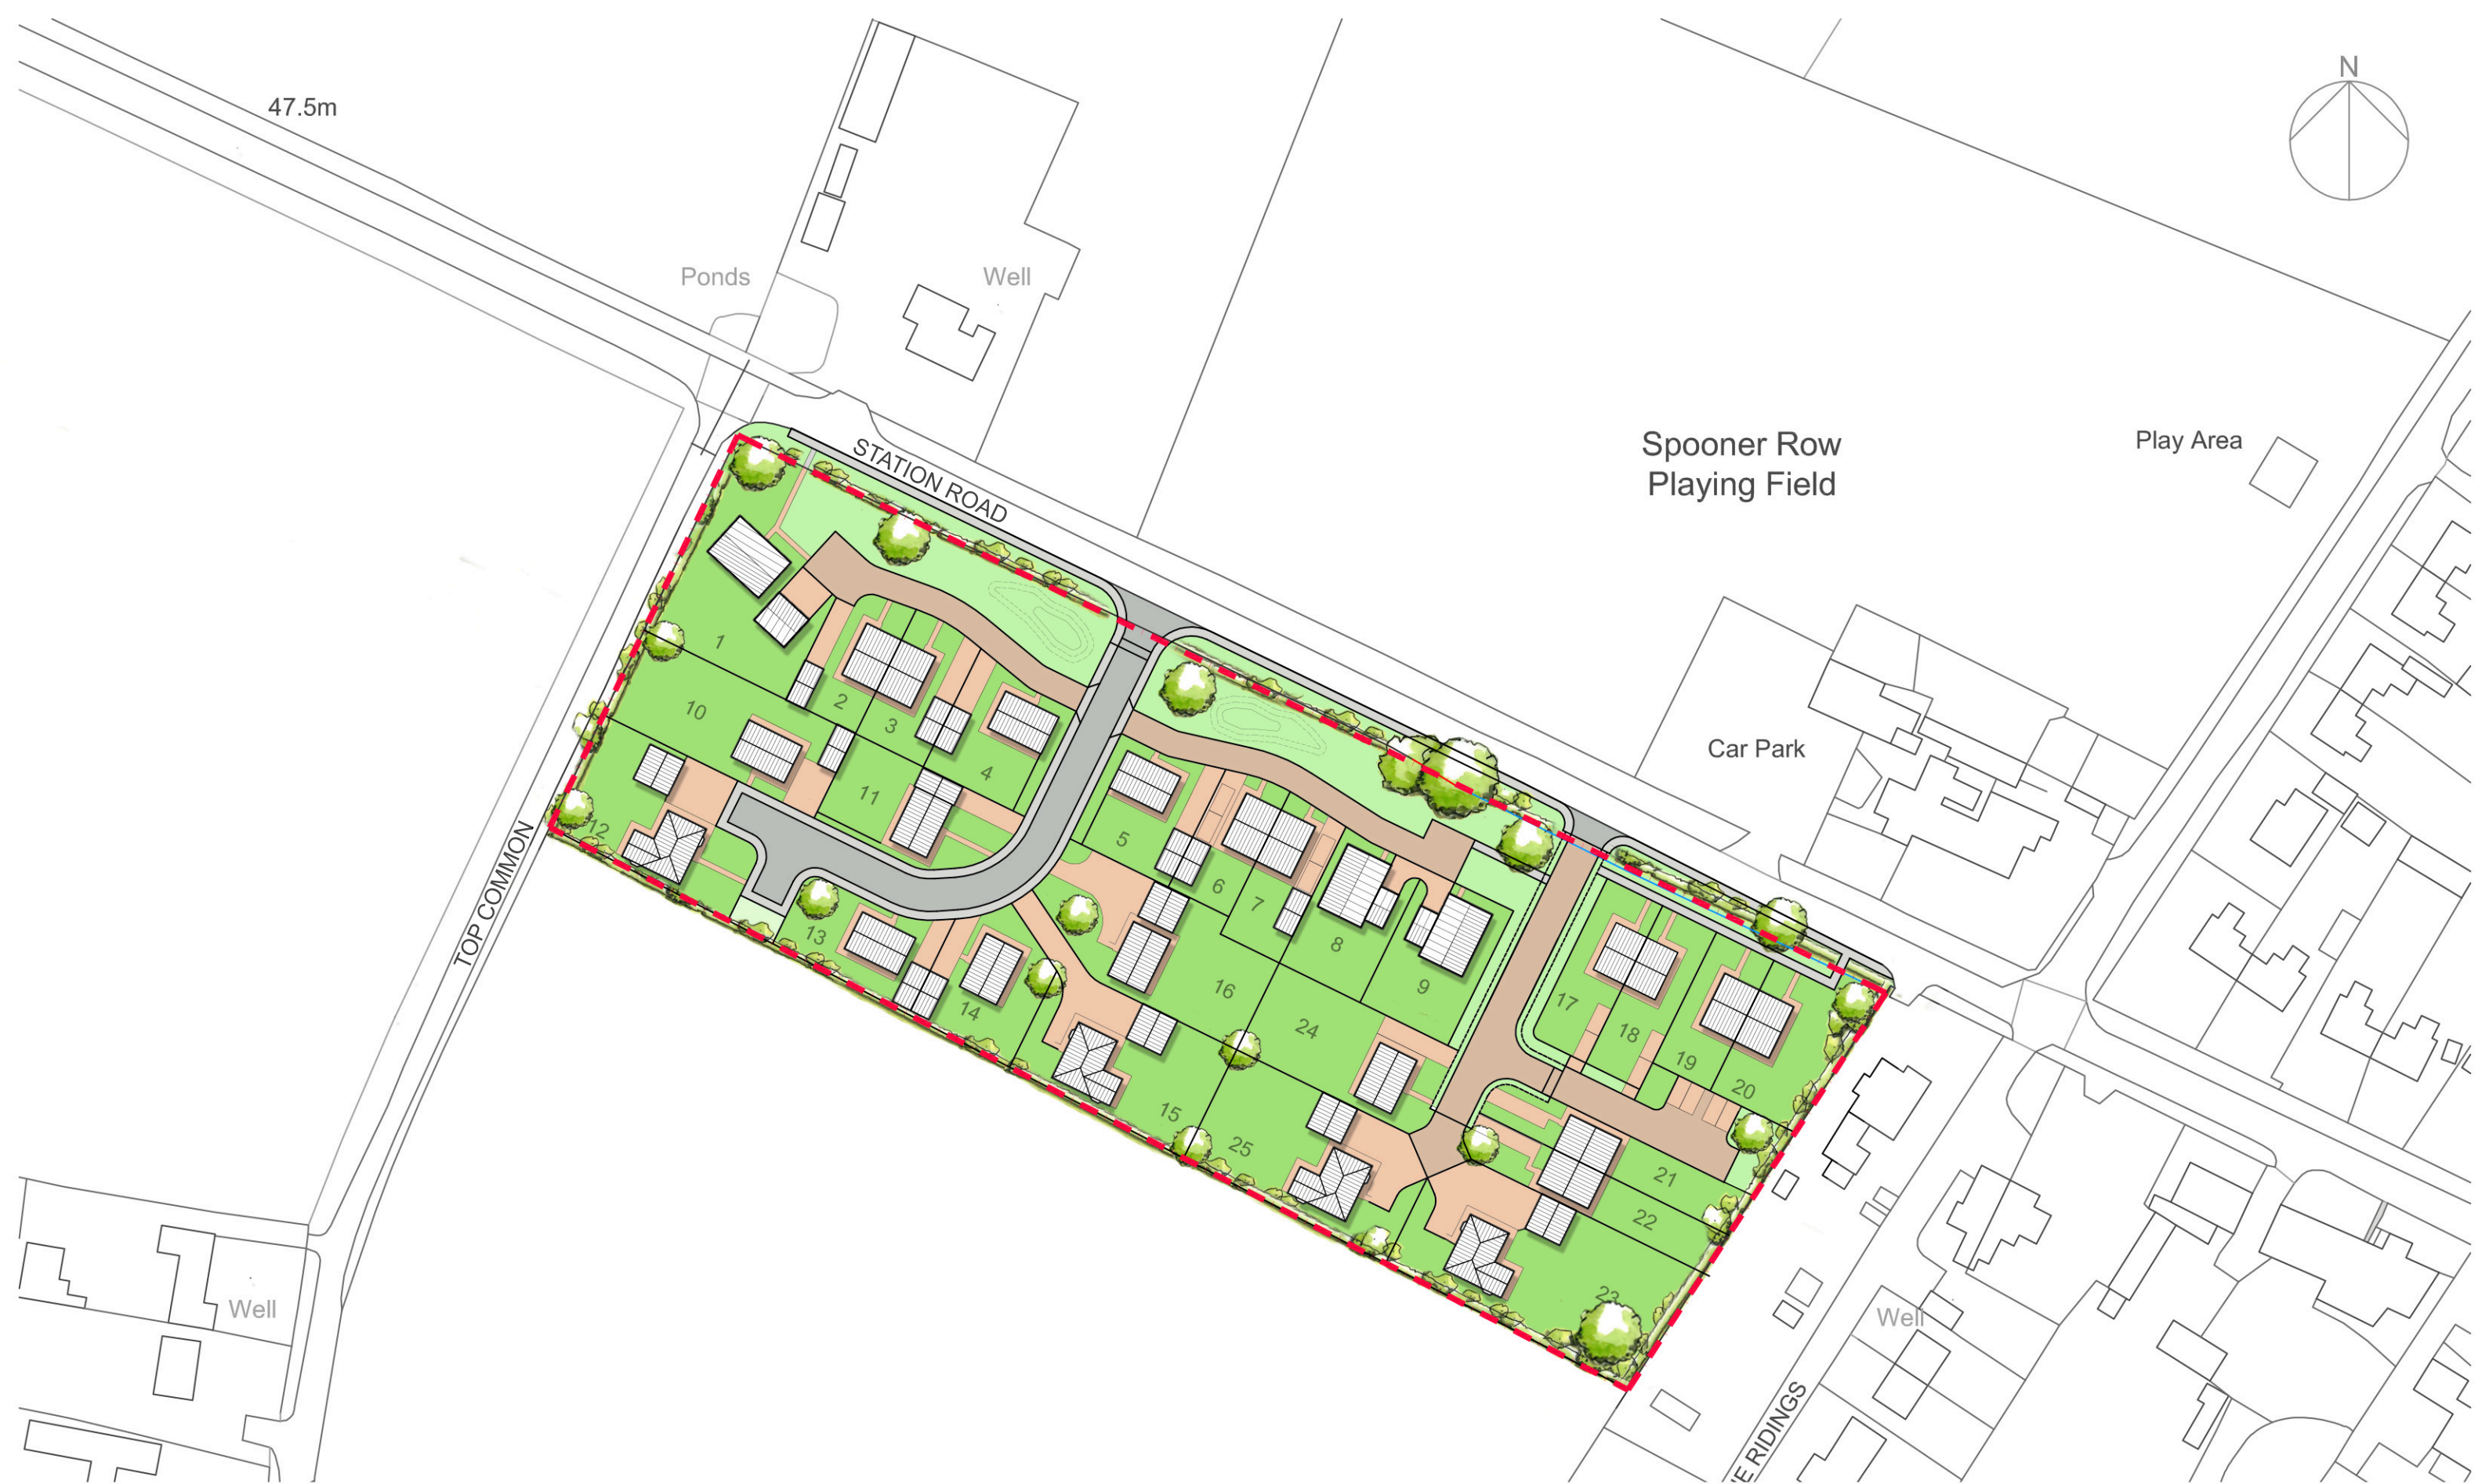 47.5m
N
Ponds
Well
Spooner Row
Playing Field
Play Area
STATION ROAD
Car Park
TOP COMMON
1
2
3
4
5
6
7
8
9
10
11
12
13
14
15
16
17
18
19
20
21
22
23
24
25
Well
Well
E RIDINGS